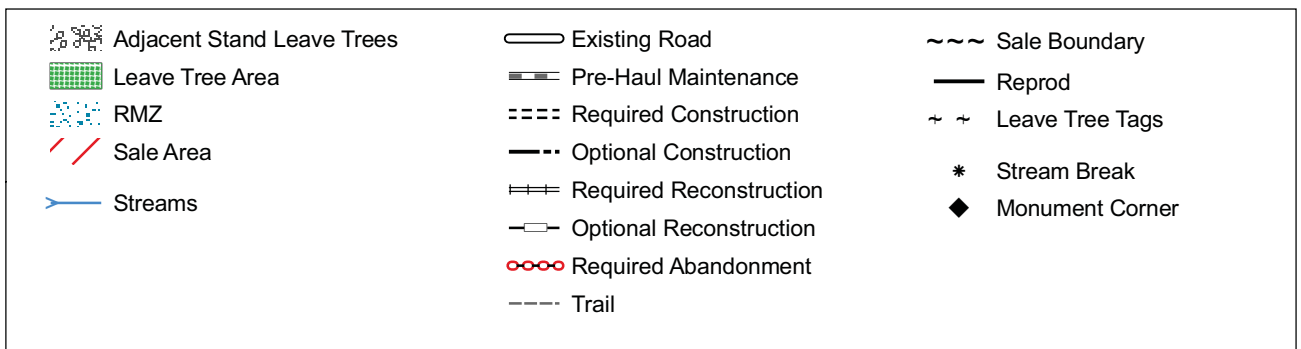 Adjacent Stand Leave Trees
Leave Tree Area
RMZ
Sale Area
Streams
Existing Road
Pre-Haul Maintenance
Required Construction
Optional Construction
Required Reconstruction
Optional Reconstruction
Required Abandonment
Trail
Sale Boundary
Reprod
Leave Tree Tags
Stream Break
Monument Corner